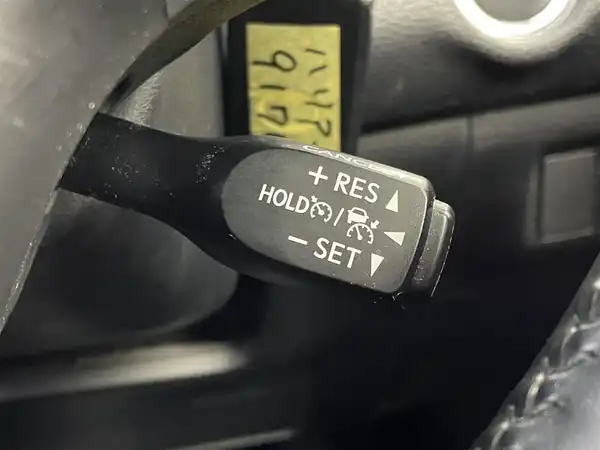 CANCEL
+ RES
HOLD /
- SET